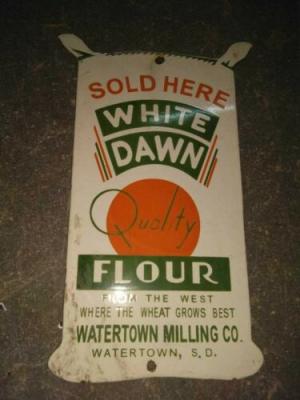 SOLD HERE
WHITE
DAWN
Quality
FLOUR
FROM THE WEST
WHERE THE WHEAT GROWS BEST
WATERTOWN MILLING CO.
WATERTOWN, S.D.